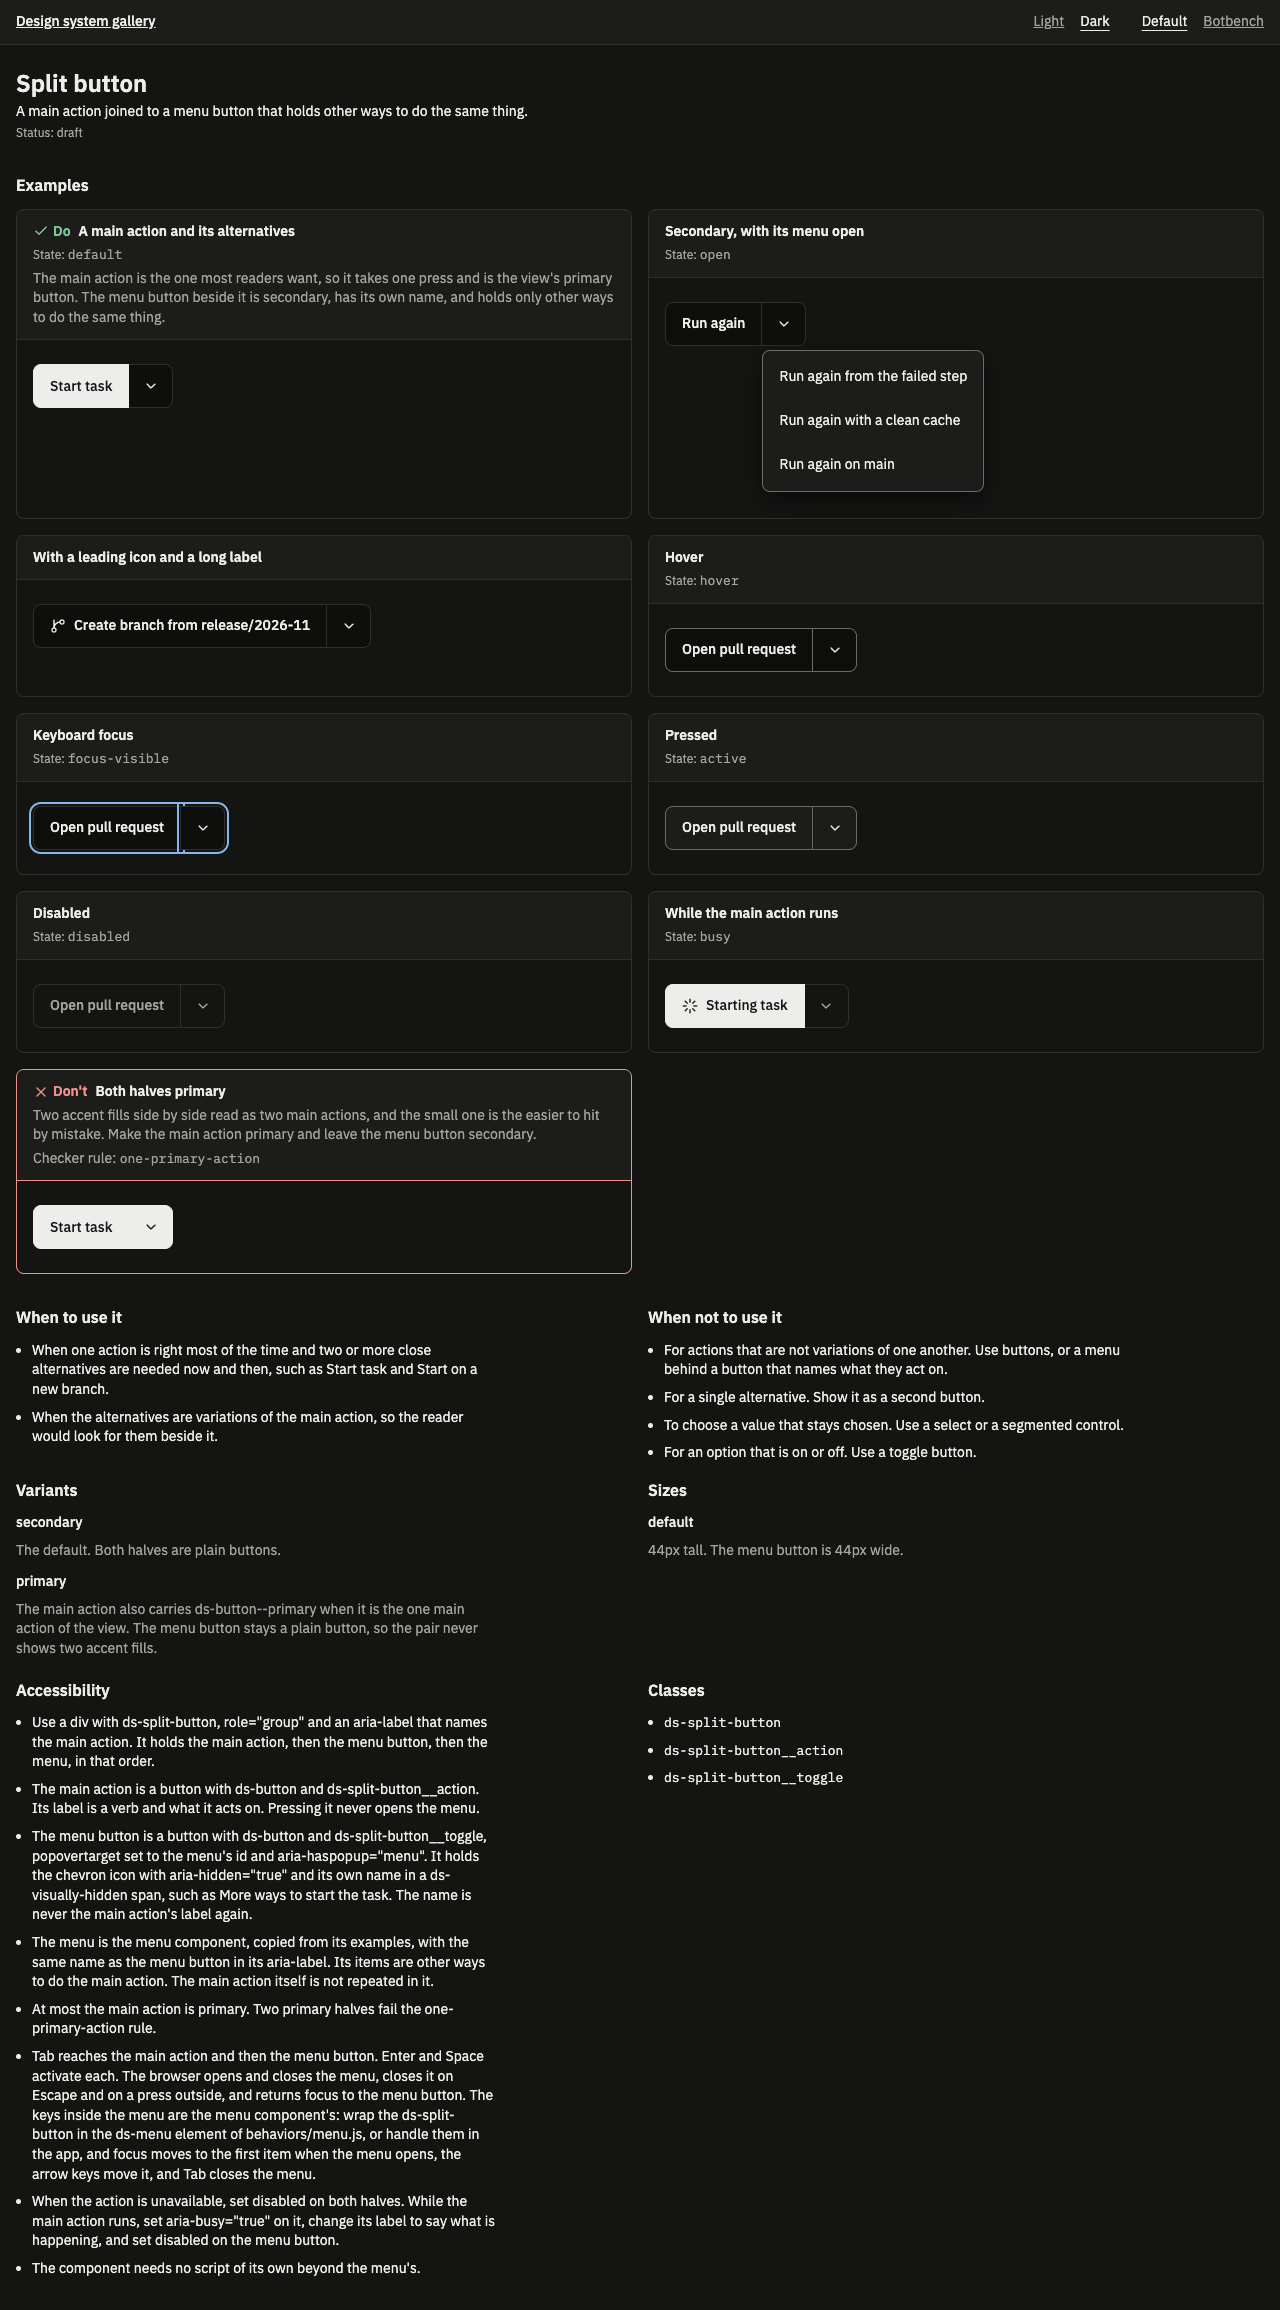 Design system gallery
Light Dark Default Botbench
Split button
A main action joined to a menu button that holds other ways to do the same thing.
Status: draft
Examples
Do A main action and its alternatives
State: default
The main action is the one most readers want, so it takes one press and is the view's primary
button. The menu button beside it is secondary, has its own name, and holds only other ways
to do the same thing.
Start task
Secondary, with its menu open
State: open
Run again
Run again from the failed step
Run again with a clean cache
Run again on main
With a leading icon and a long label
Create branch from release/2026-11
Hover
State: hover
Open pull request
Keyboard focus
State: focus-visible
Open pull request
Pressed
State: active
Open pull request
Disabled
State: disabled
Open pull request
While the main action runs
State: busy
Starting task
Don't Both halves primary
Two accent fills side by side read as two main actions, and the small one is the easier to hit
by mistake. Make the main action primary and leave the menu button secondary.
Checker rule: one-primary-action
Start task
When to use it
When one action is right most of the time and two or more close
alternatives are needed now and then, such as Start task and Start on a
new branch.
When the alternatives are variations of the main action, so the reader
would look for them beside it.
When not to use it
For actions that are not variations of one another. Use buttons, or a menu
behind a button that names what they act on.
For a single alternative. Show it as a second button.
To choose a value that stays chosen. Use a select or a segmented control.
For an option that is on or off. Use a toggle button.
Variants
secondary
The default. Both halves are plain buttons.
primary
The main action also carries ds-button--primary when it is the one main
action of the view. The menu button stays a plain button, so the pair never
shows two accent fills.
Sizes
default
44px tall. The menu button is 44px wide.
Accessibility
Use a div with ds-split-button, role="group" and an aria-label that names
the main action. It holds the main action, then the menu button, then the
menu, in that order.
The main action is a button with ds-button and ds-split-button__action.
Its label is a verb and what it acts on. Pressing it never opens the menu.
The menu button is a button with ds-button and ds-split-button__toggle,
popovertarget set to the menu's id and aria-haspopup="menu". It holds
the chevron icon with aria-hidden="true" and its own name in a ds-
visually-hidden span, such as More ways to start the task. The name is
never the main action's label again.
The menu is the menu component, copied from its examples, with the
same name as the menu button in its aria-label. Its items are other ways
to do the main action. The main action itself is not repeated in it.
At most the main action is primary. Two primary halves fail the one-
primary-action rule.
Tab reaches the main action and then the menu button. Enter and Space
activate each. The browser opens and closes the menu, closes it on
Escape and on a press outside, and returns focus to the menu button. The
keys inside the menu are the menu component's: wrap the ds-split-
button in the ds-menu element of behaviors/menu.js, or handle them in
the app, and focus moves to the first item when the menu opens, the
arrow keys move it, and Tab closes the menu.
When the action is unavailable, set disabled on both halves. While the
main action runs, set aria-busy="true" on it, change its label to say what is
happening, and set disabled on the menu button.
The component needs no script of its own beyond the menu's.
Classes
ds-split-button
ds-split-button__action
ds-split-button__toggle